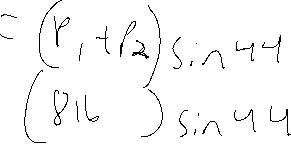 = (P₁ + P₂) sin 44
(816 ) sin 44